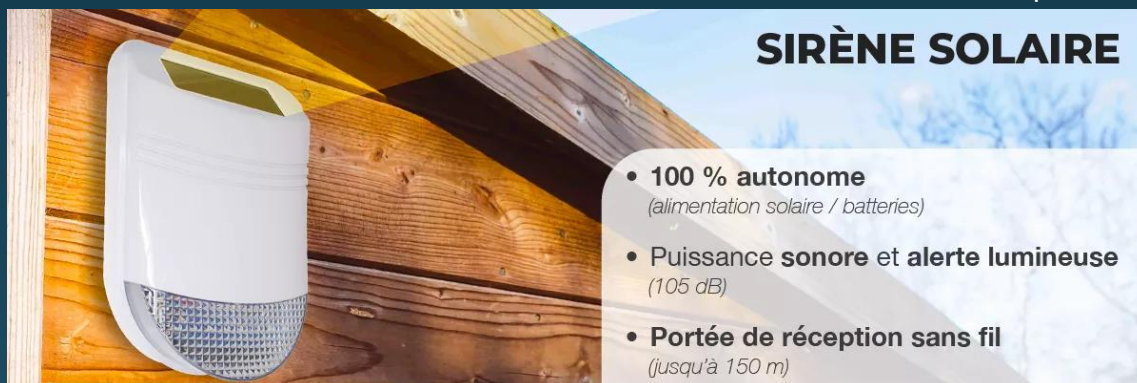 SIRÈNE SOLAIRE
• 100 % autonome
(alimentation solaire / batteries)
• Puissance sonore et alerte lumineuse
(105 dB)
• Portée de réception sans fil
(jusqu'à 150 m)